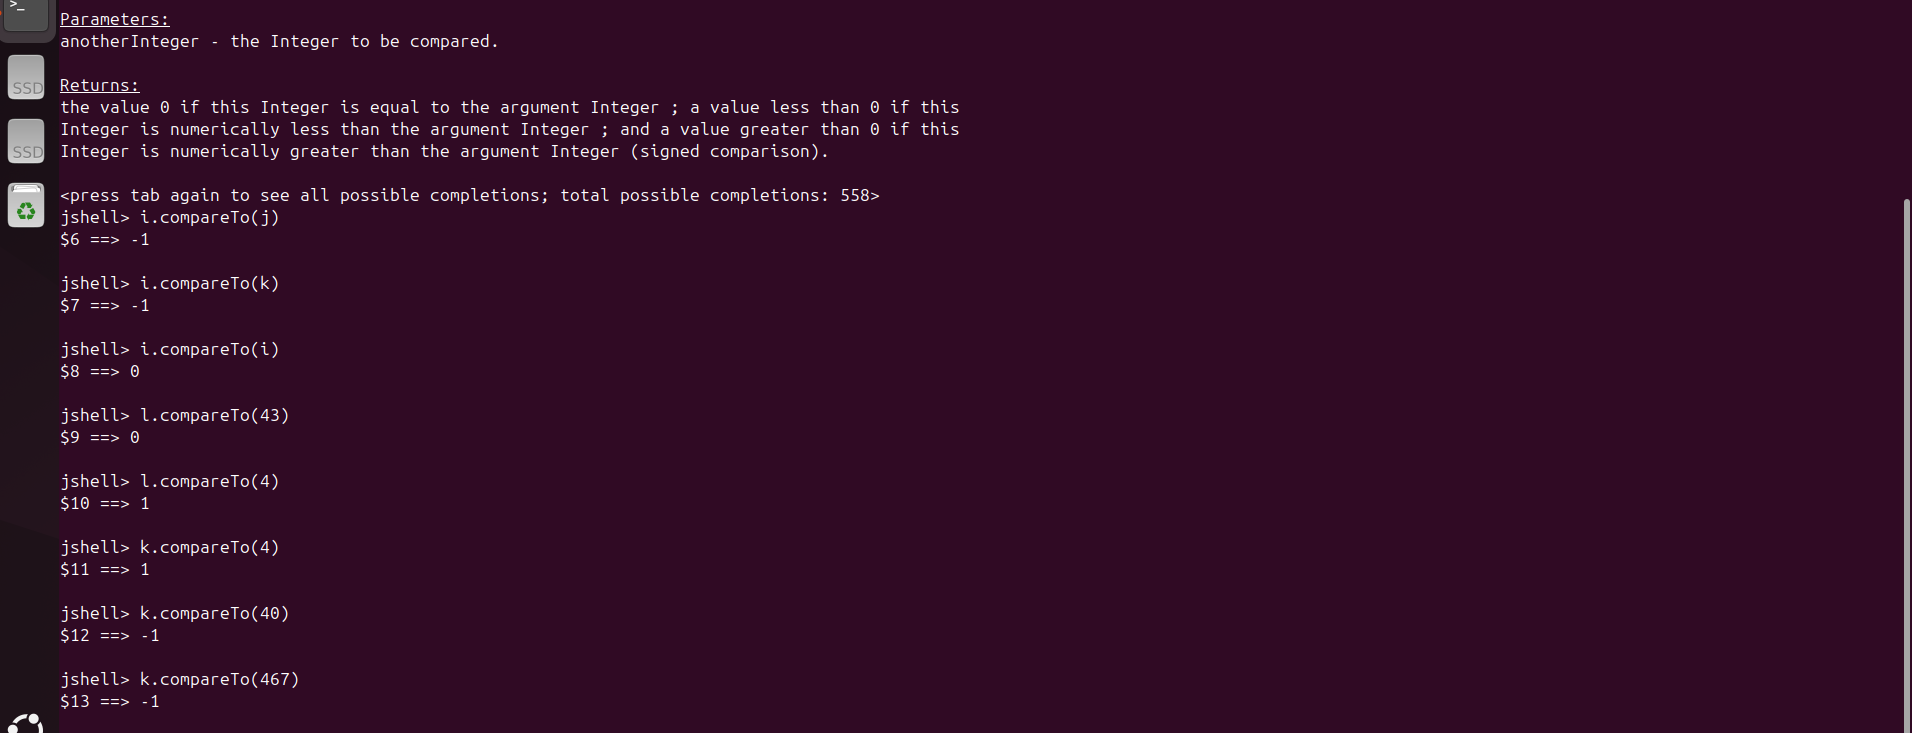 >_
Parameters:
anotherInteger - the Integer to be compared.
SSD
Returns:
the value 0 if this Integer is equal to the argument Integer ; a value less than 0 if this
Integer is numerically less than the argument Integer ; and a value greater than 0 if this
Integer is numerically greater than the argument Integer (signed comparison).
SSD
<press tab again to see all possible completions; total possible completions: 558>
jshell> i.compareTo(j)
$6 ==> -1
jshell> i.compareTo(k)
$7 ==> -1
jshell> i.compareTo(i)
$8 ==> 0
jshell> l.compareTo(43)
$9 ==> 0
jshell> l.compareTo(4)
$10 ==> 1
jshell> k.compareTo(4)
$11 ==> 1
jshell> k.compareTo(40)
$12 ==> -1
jshell> k.compareTo(467)
$13 ==> -1